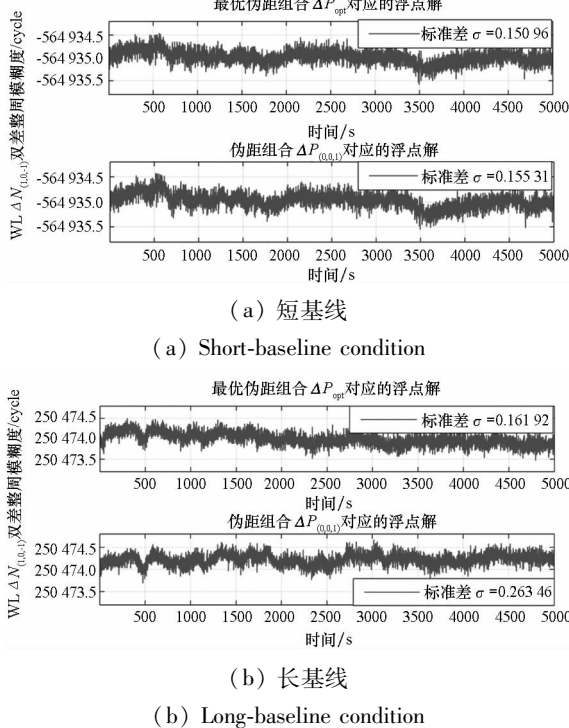 最优伪距组合ΔP_opt对应的浮点解
标准差 σ=0.150 96
-564 934.5
-564 935.0
-564 935.5
500 1000 1500 2000 2500 3000 3500 4000 4500 5000
时间/s
WL ΔN_(1,0,-1)双差整周模糊度/cycle
伪距组合ΔP_(0,0,1)对应的浮点解
标准差 σ=0.155 31
-564 934.5
-564 935.0
-564 935.5
500 1000 1500 2000 2500 3000 3500 4000 4500 5000
时间/s
(a) 短基线
(a) Short-baseline condition
最优伪距组合ΔP_opt对应的浮点解
标准差 σ=0.161 92
250 474.5
250 474.0
250 473.5
500 1000 1500 2000 2500 3000 3500 4000 4500 5000
时间/s
WL ΔN_(1,0,-1)双差整周模糊度/cycle
伪距组合ΔP_(0,0,1)对应的浮点解
250 474.5
250 474.0
250 473.5
标准差 σ=0.263 46
500 1000 1500 2000 2500 3000 3500 4000 4500 5000
时间/s
(b) 长基线
(b) Long-baseline condition